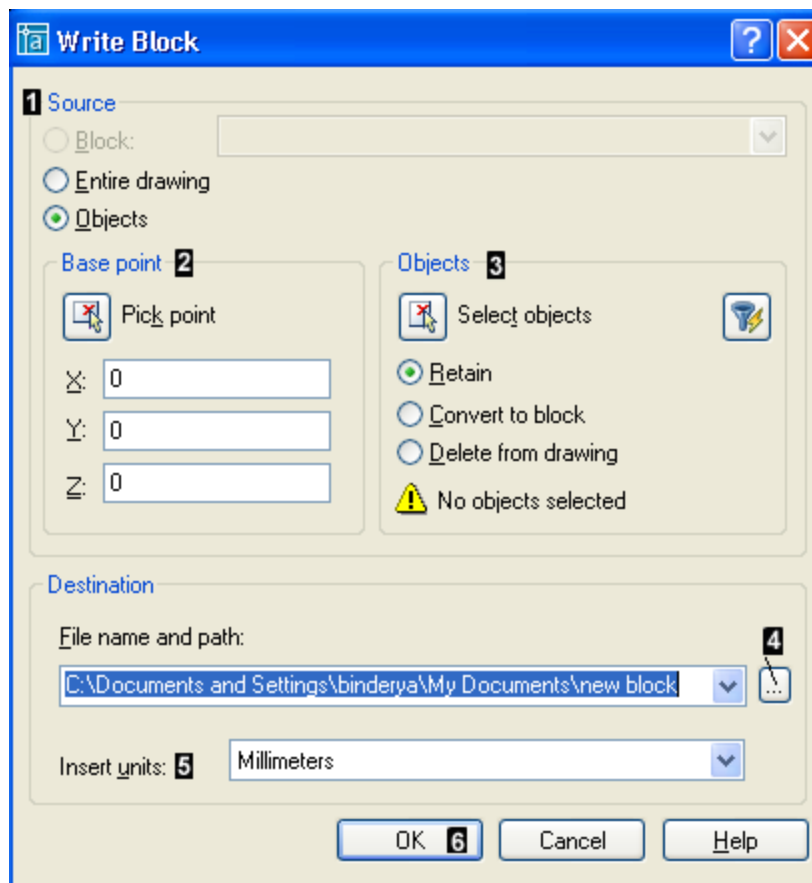 Write Block
1 Source
Block:
Entire drawing
Objects
Base point 2
Pick point
X: 0
Y: 0
Z: 0
Objects 3
Select objects
Retain
Convert to block
Delete from drawing
No objects selected
Destination
File name and path:
4
C:\Documents and Settings\binderya\My Documents\new block
...
Insert units: 5 Millimeters
OK 6 Cancel Help